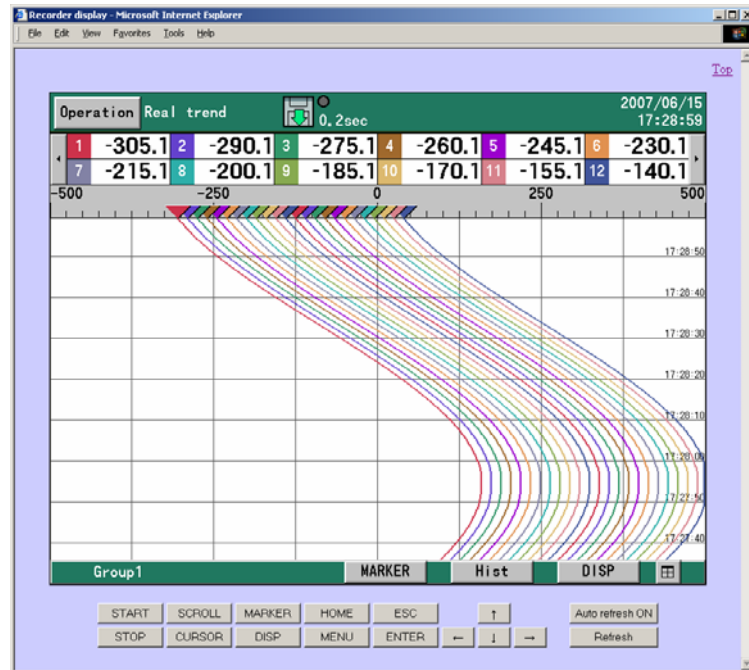 Recorder display - Microsoft Internet Explorer
File Edit View Favorites Tools Help
Top
Operation Real trend 0.2sec 2007/06/15
17:28:59
1 -305.1 2 -290.1 3 -275.1 4 -260.1 5 -245.1 6 -230.1
7 -215.1 8 -200.1 9 -185.1 10 -170.1 11 -155.1 12 -140.1
-500 -250 0 250 500
17:28:50
17:28:40
17:28:30
17:28:20
17:28:10
17:28:00
17:27:50
17:27:40
Group1 MARKER Hist DISP
START SCROLL MARKER HOME ESC ↑ Auto refresh ON
STOP CURSOR DISP MENU ENTER ← ↓ → Refresh